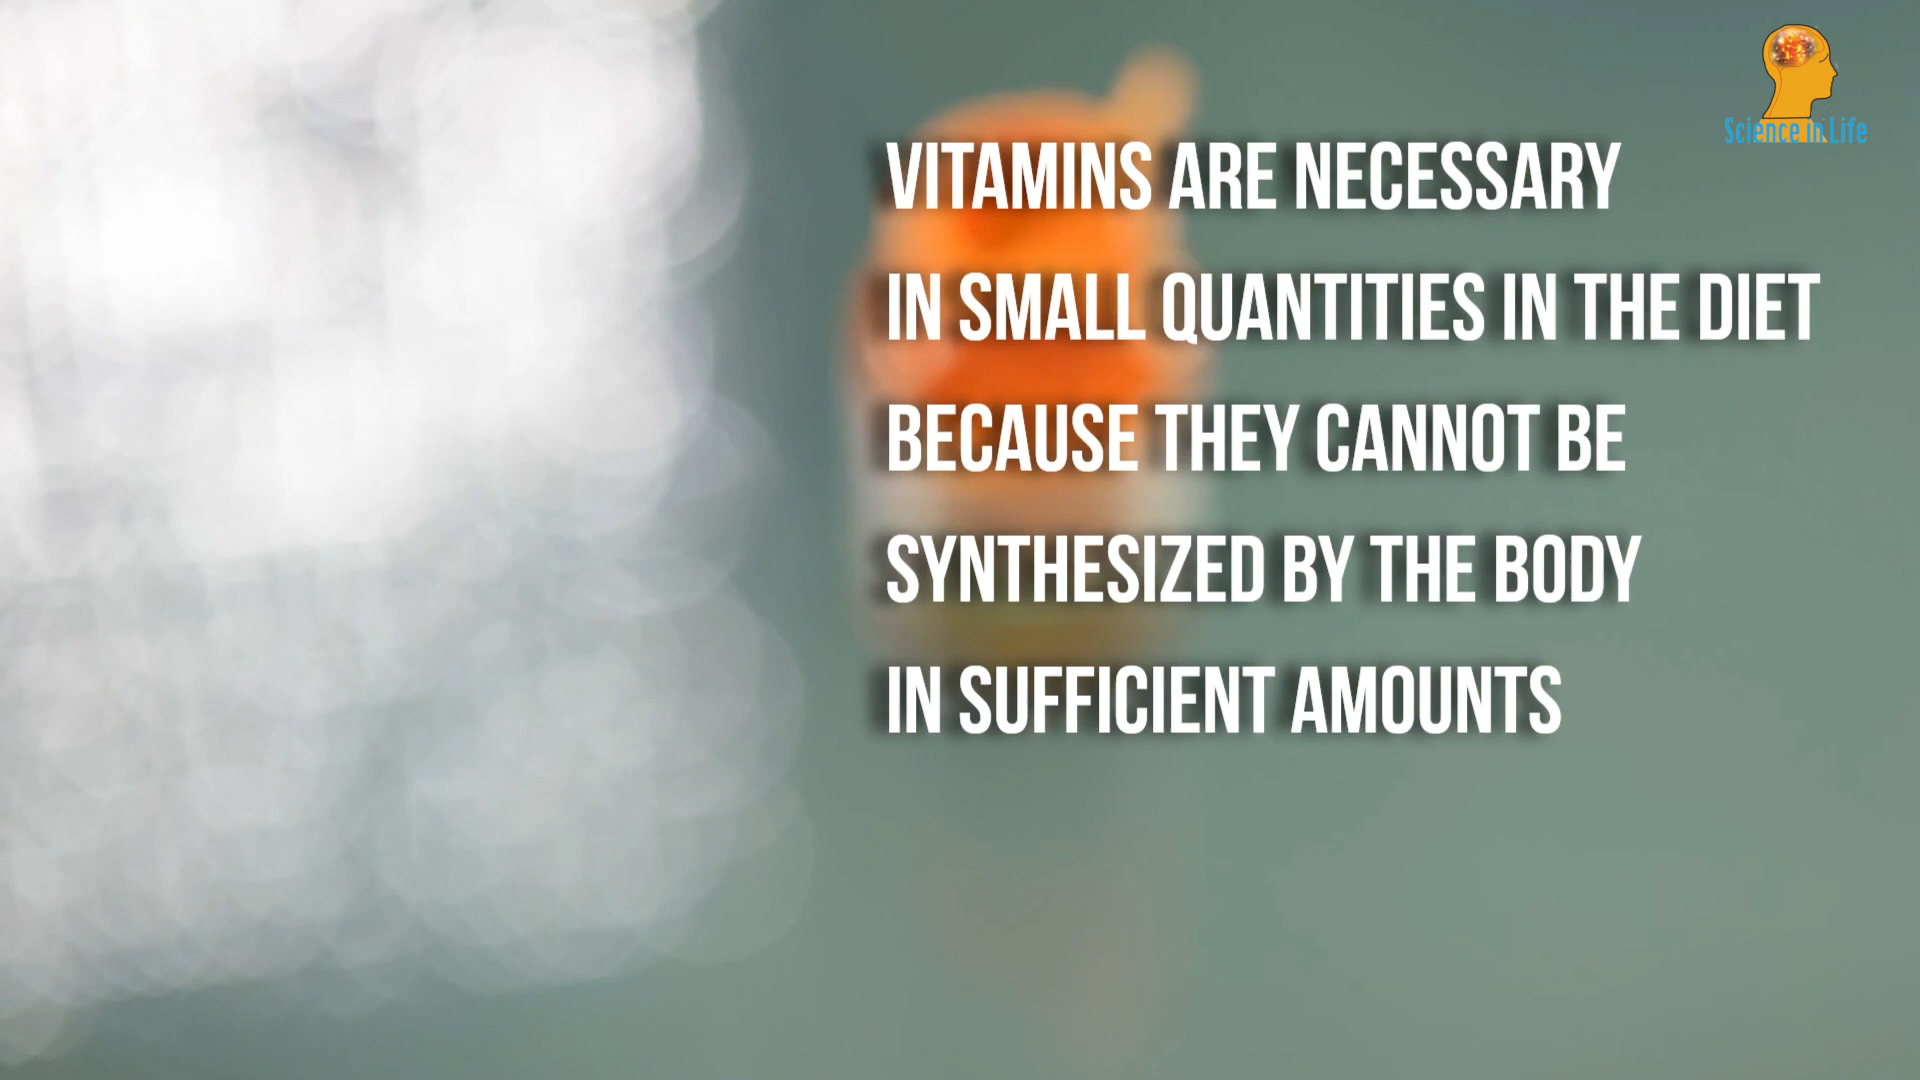 Science in Life
VITAMINS ARE NECESSARY
IN SMALL QUANTITIES IN THE DIET
BECAUSE THEY CANNOT BE
SYNTHESIZED BY THE BODY
IN SUFFICIENT AMOUNTS